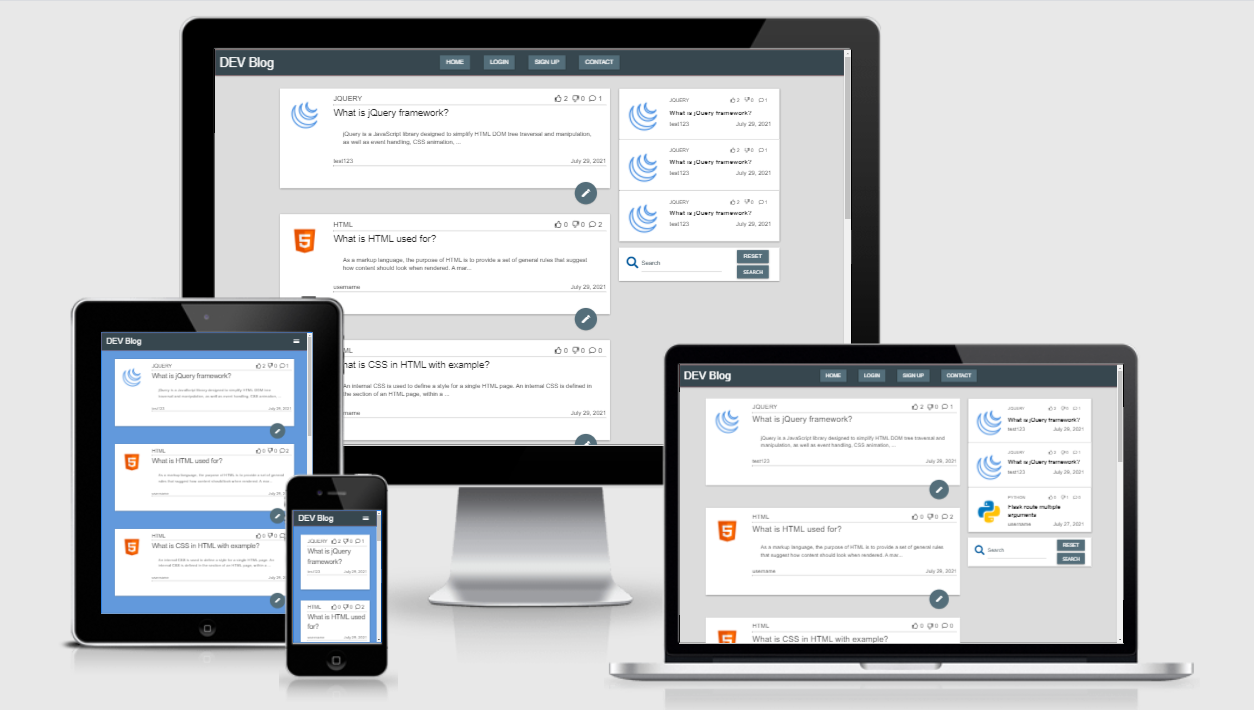 DEV Blog
HOME LOGIN SIGN UP CONTACT
JQUERY 2 0 1
What is jQuery framework?
jQuery is a JavaScript library designed to simplify HTML DOM tree traversal and manipulation,
as well as event handling, CSS animation, ...
test123 July 29, 2021
HTML 0 0 2
What is HTML used for?
As a markup language, the purpose of HTML is to provide a set of general rules that suggest
how content should look when rendered. A mar...
username July 29, 2021
ML 0 0 0
hat is CSS in HTML with example?
An internal CSS is used to define a style for a single HTML page. An internal CSS is defined in
the section of an HTML page, within a ...
ername July 29, 2021
JQUERY 2 0 1
What is jQuery framework?
test123 July 29, 2021
JQUERY 2 0 1
What is jQuery framework?
test123 July 29, 2021
JQUERY 2 0 1
What is jQuery framework?
test123 July 29, 2021
Search
RESET
SEARCH
DEV Blog
JQUERY 2 0 1
What is jQuery framework?
jQuery is a JavaScript library designed to simplify HTML DOM tree
traversal and manipulation, as well as event handling, CSS animation, ...
test123 July 29, 2021
HTML 0 0 2
What is HTML used for?
As a markup language, the purpose of HTML is to provide a set of general
rules that suggest how content should look when rendered. A mar...
username July 29, 2
HTML 0 0
What is CSS in HTML with example?
An internal CSS is used to define a style for a single HTML page. An
internal CSS is defined in the section of an HTML page, within a ...
username July 29, 2
DEV Blog
JQUERY 2 0 1
What is jQuery
framework?
test123 July 29, 2021
HTML 0 0 2
What is HTML used
for?
username July 29, 2021
DEV Blog
HOME LOGIN SIGN UP CONTACT
JQUERY 2 0 1
What is jQuery framework?
jQuery is a JavaScript library designed to simplify HTML DOM tree traversal and
manipulation, as well as event handling, CSS animation, ...
test123 July 29, 2021
HTML 0 0 2
What is HTML used for?
As a markup language, the purpose of HTML is to provide a set of general rules
that suggest how content should look when rendered. A mar...
username July 29, 2021
HTML 0 0 0
What is CSS in HTML with example?
JQUERY 0 1
What is jQuery framework?
test123 July 29, 2021
JQUERY 0 1
What is jQuery framework?
test123 July 29, 2021
PYTHON 0 1 0
Flask route multiple
arguments
username July 27, 2021
Search
RESET
SEARCH